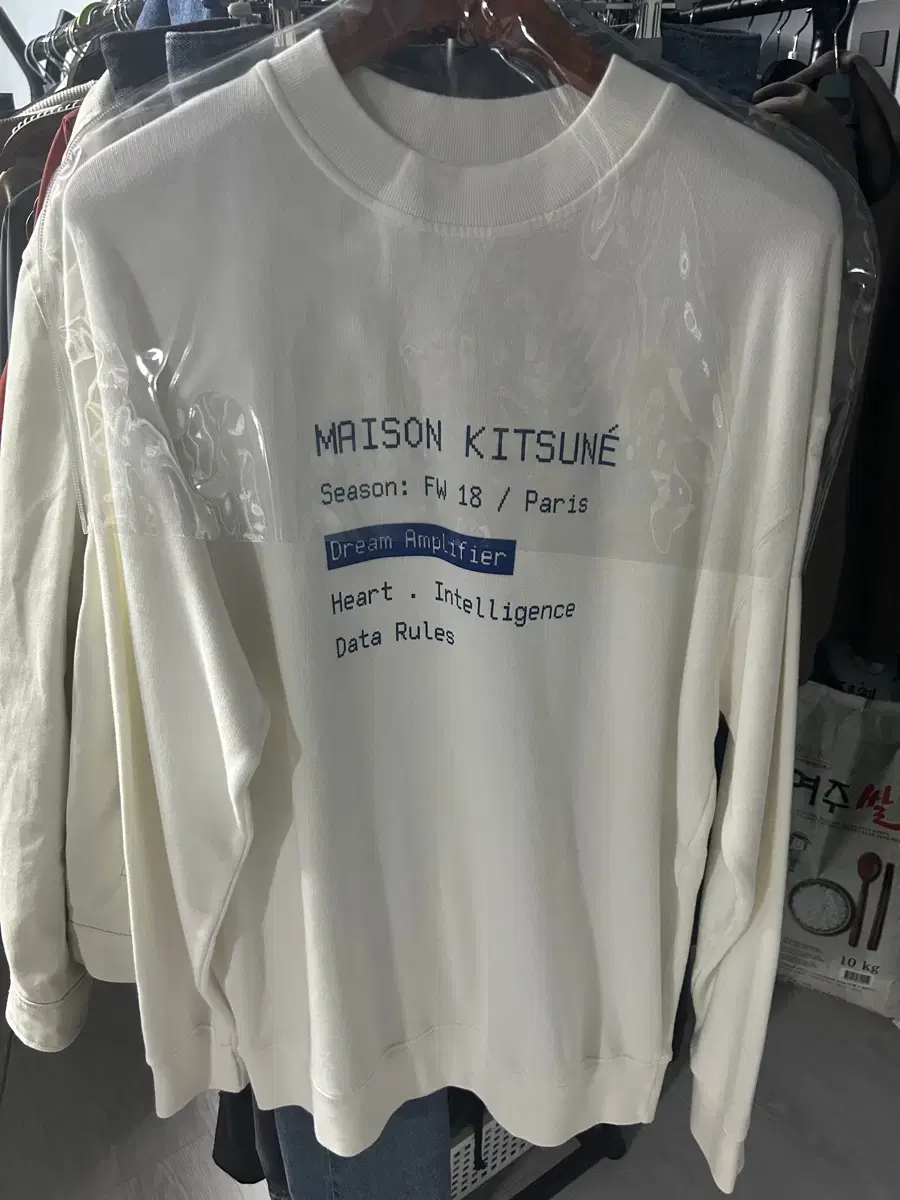 MAISON KITSUNÉ
Season: FW 18 / Paris
Dream Amplifier
Heart . Intelligence
Data Rules
여주쌀
10 kg